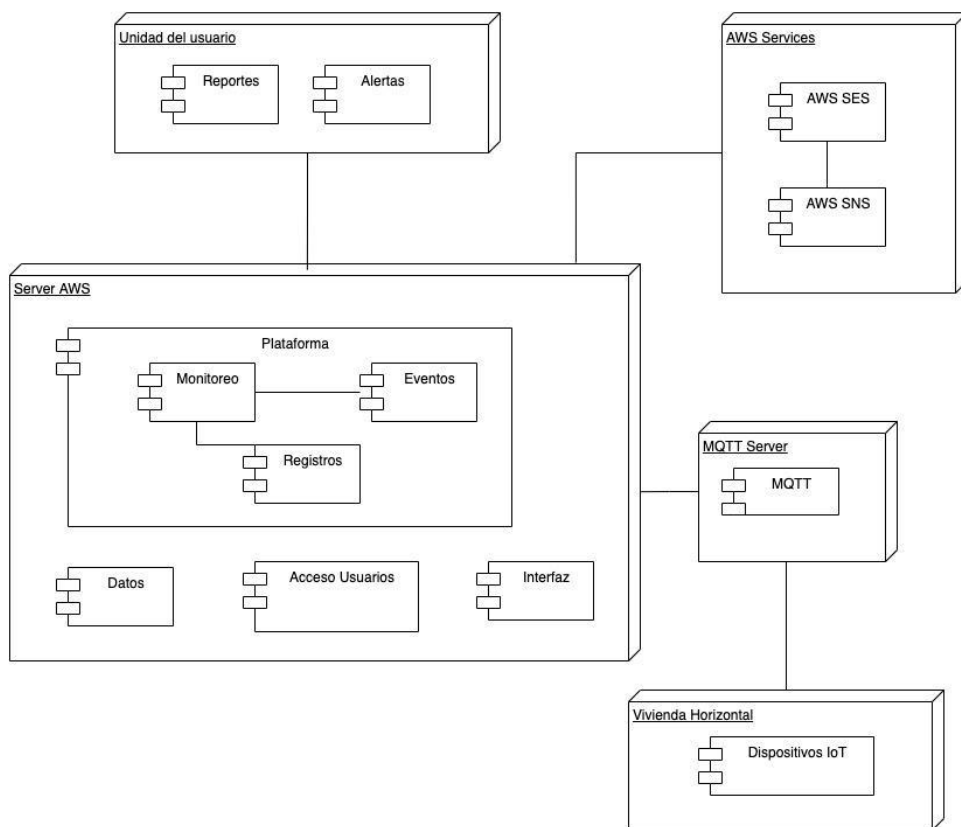 Unidad del usuario
Reportes
Alertas
AWS Services
AWS SES
AWS SNS
Server AWS
Plataforma
Monitoreo
Eventos
Registros
Datos
Acceso Usuarios
Interfaz
MQTT Server
MQTT
Vivienda Horizontal
Dispositivos IoT